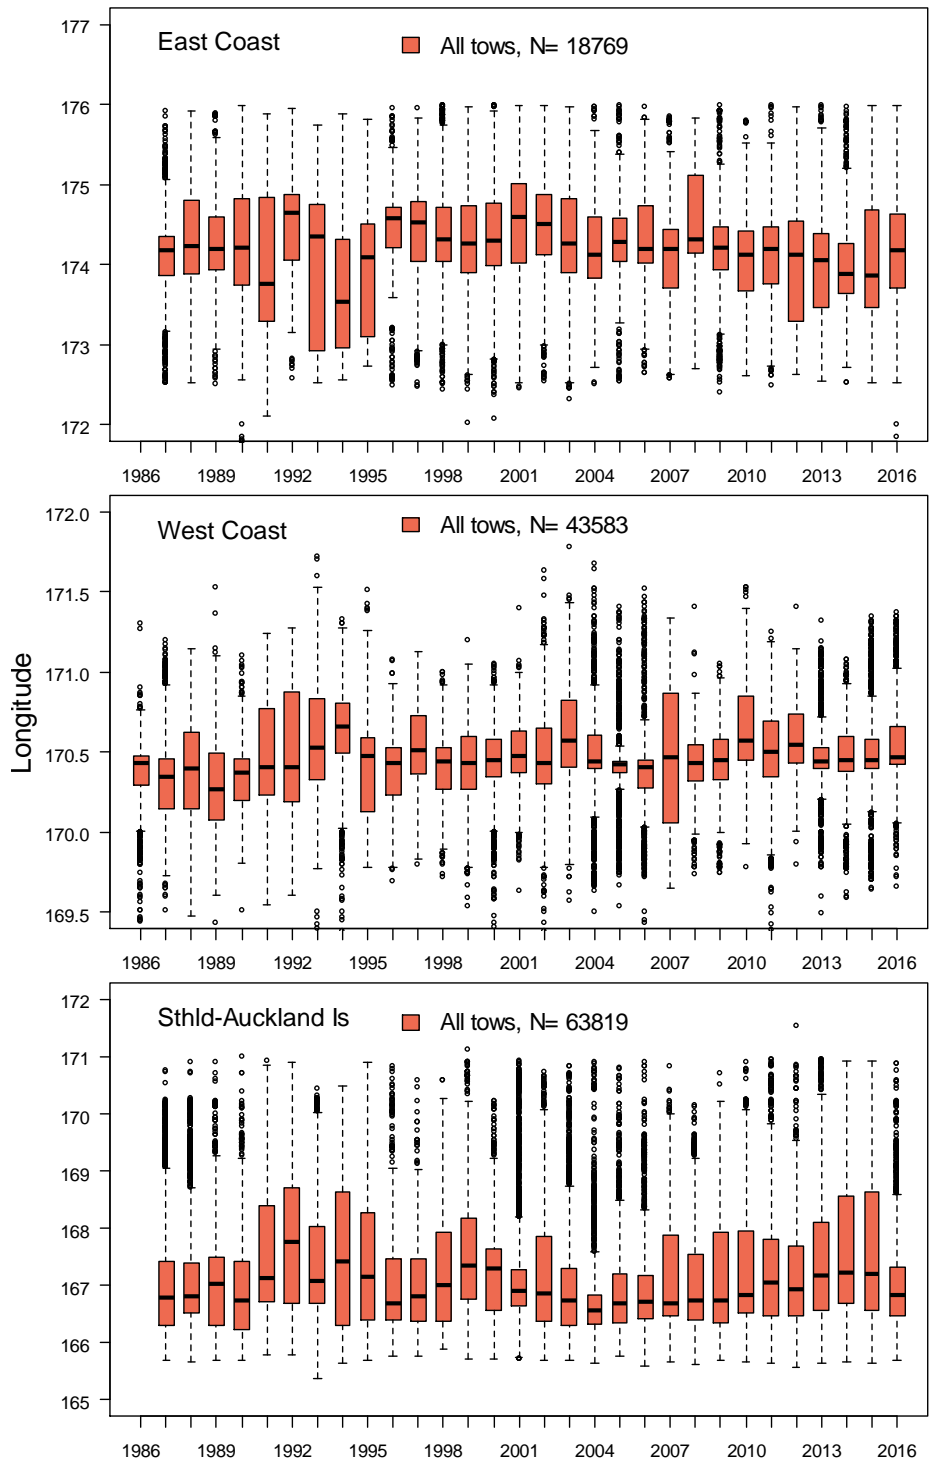 East Coast
All tows, N= 18769
177
176
175
174
173
172
1986 1989 1992 1995 1998 2001 2004 2007 2010 2013 2016
West Coast
All tows, N= 43583
172.0
171.5
171.0
170.5
170.0
169.5
Longitude
1986 1989 1992 1995 1998 2001 2004 2007 2010 2013 2016
Sthld-Auckland Is
All tows, N= 63819
172
171
170
169
168
167
166
165
1986 1989 1992 1995 1998 2001 2004 2007 2010 2013 2016